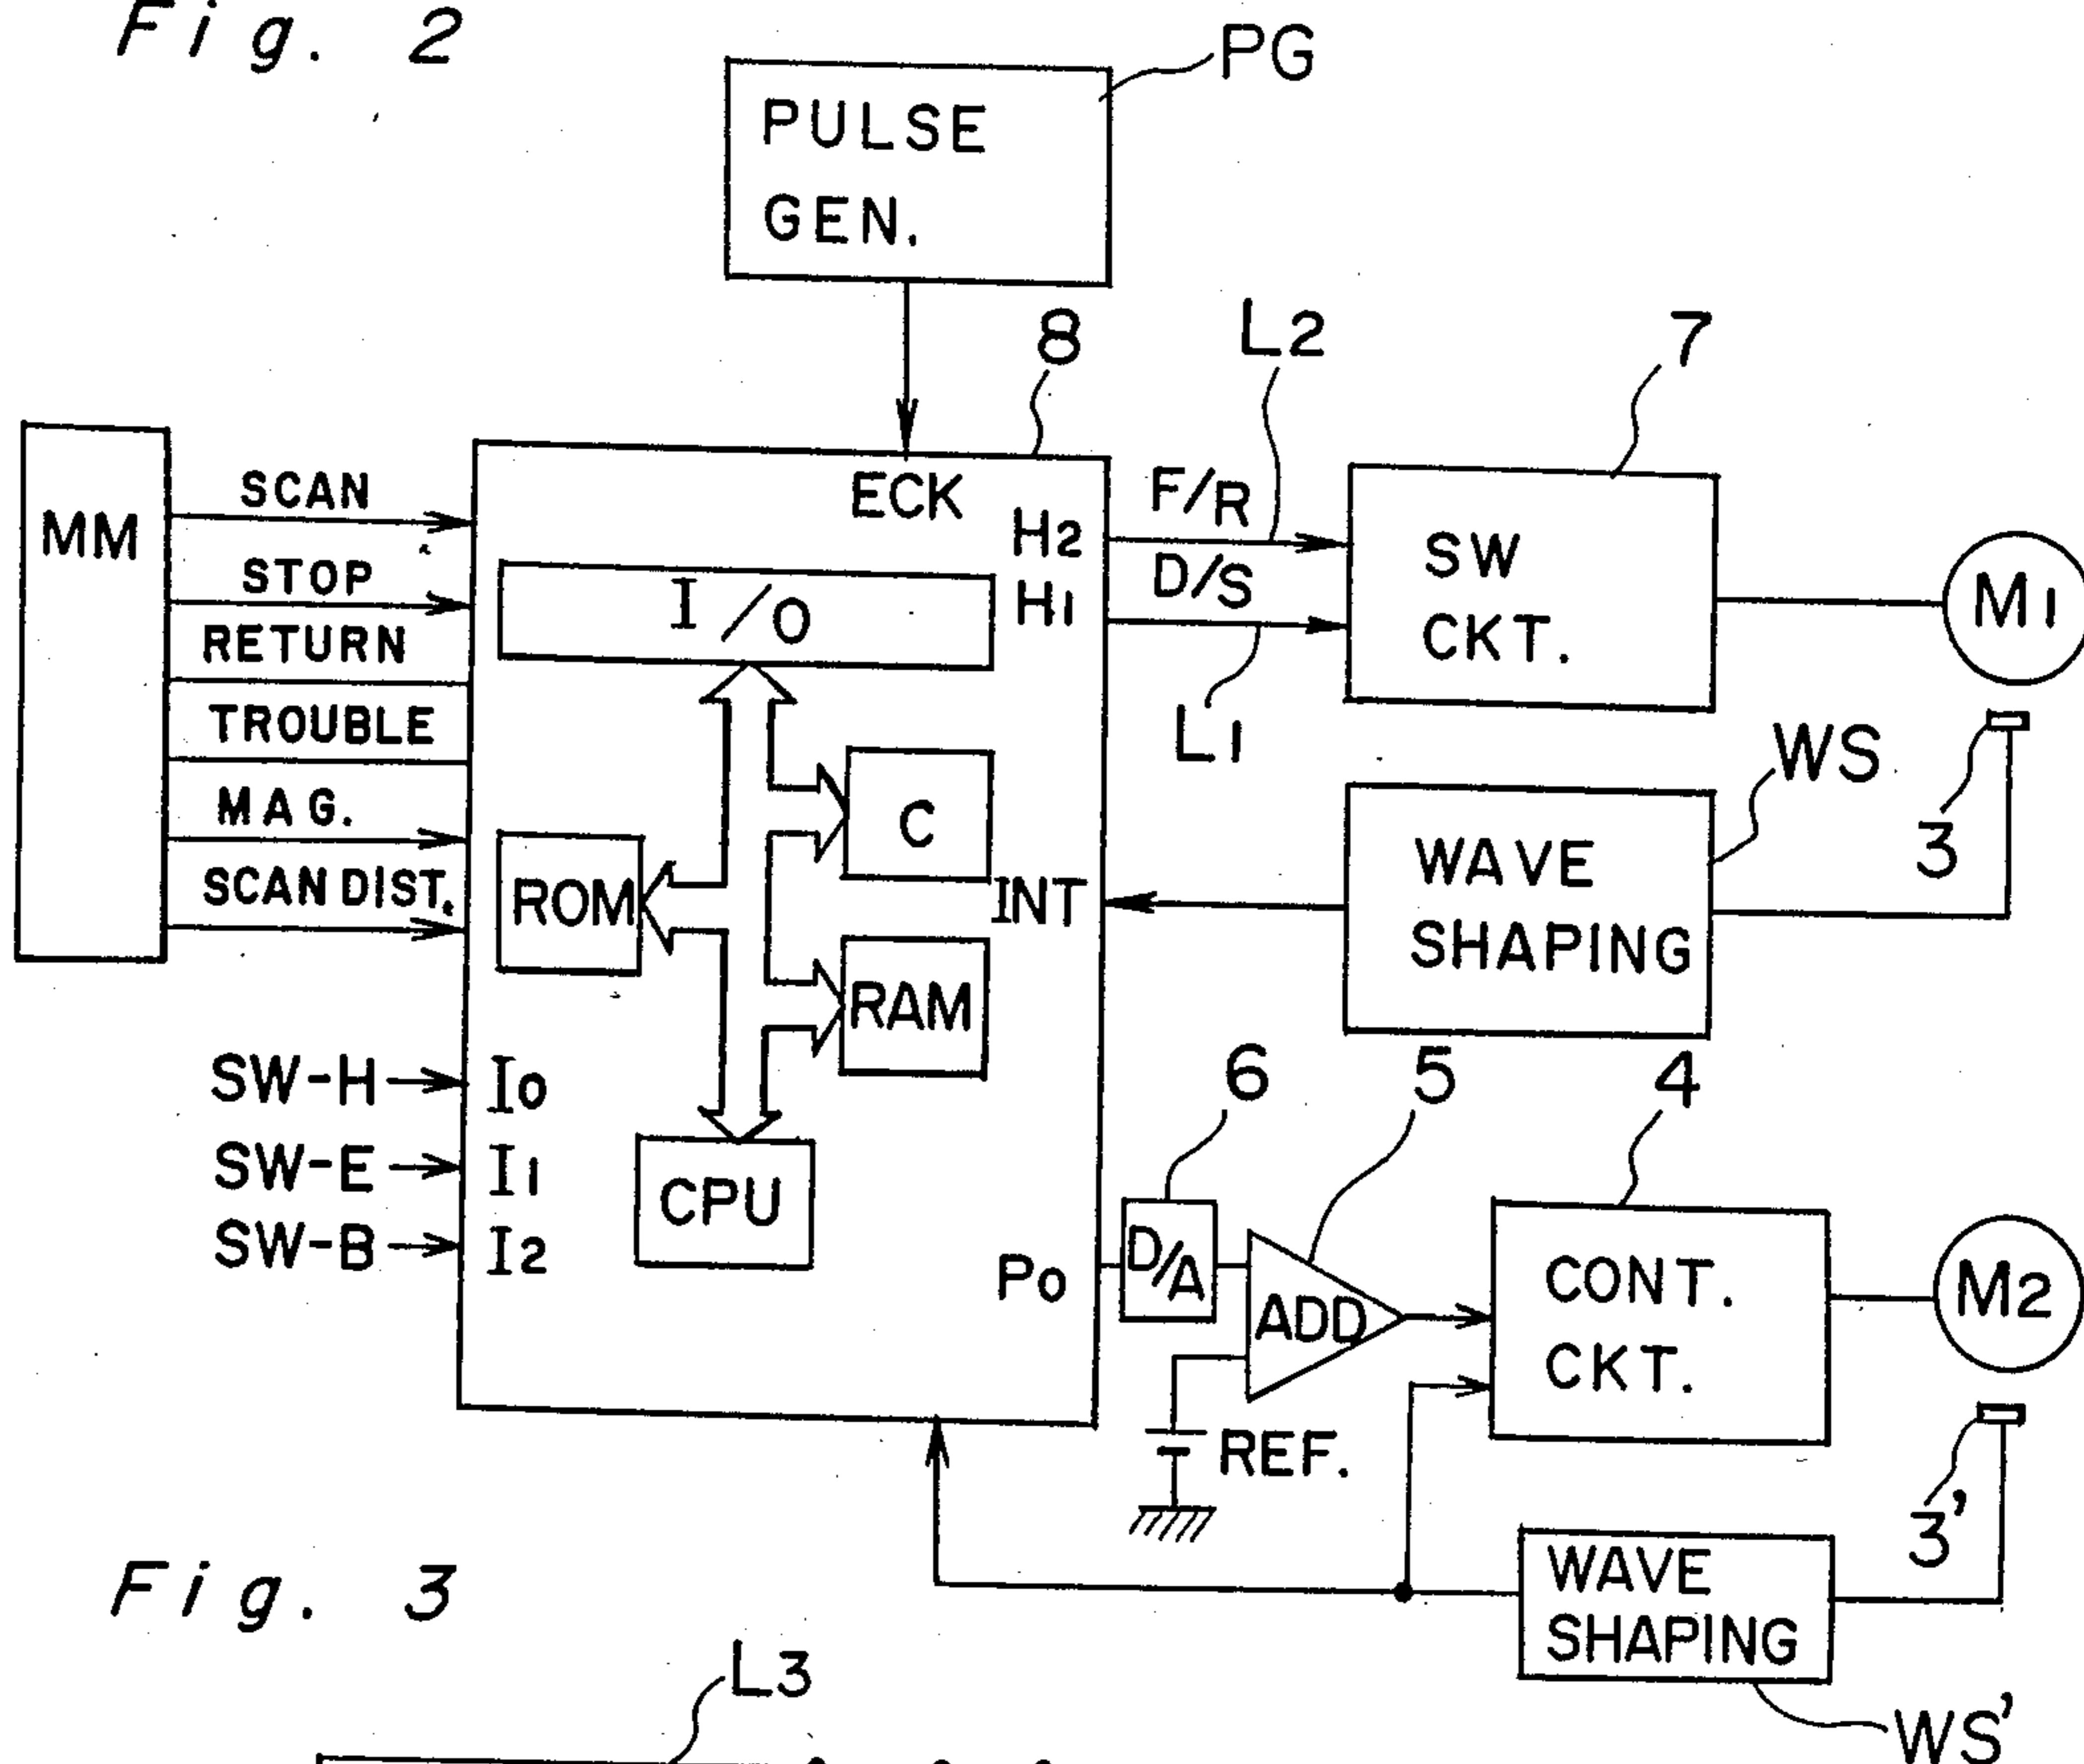 Fig. 2
PG
PULSE
GEN.
8
L2
7
MM
SCAN
STOP
RETURN
TROUBLE
MAG.
SCAN DIST.
ECK
H2
H1
F/R
D/S
L1
SW
CKT.
M1
3
I/O
C
ROM
RAM
CPU
INT
WS
WAVE
SHAPING
SW-H
I0
SW-E
I1
SW-B
I2
P0
6
D/A
5
ADD
REF.
4
CONT.
CKT.
M2
3'
WAVE
SHAPING
WS'
Fig. 3
L3